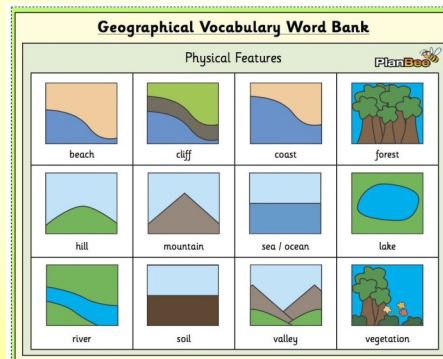 Geographical Vocabulary Word Bank
Physical Features
PlanBee
beach cliff coast forest
hill mountain sea / ocean lake
river soil valley vegetation